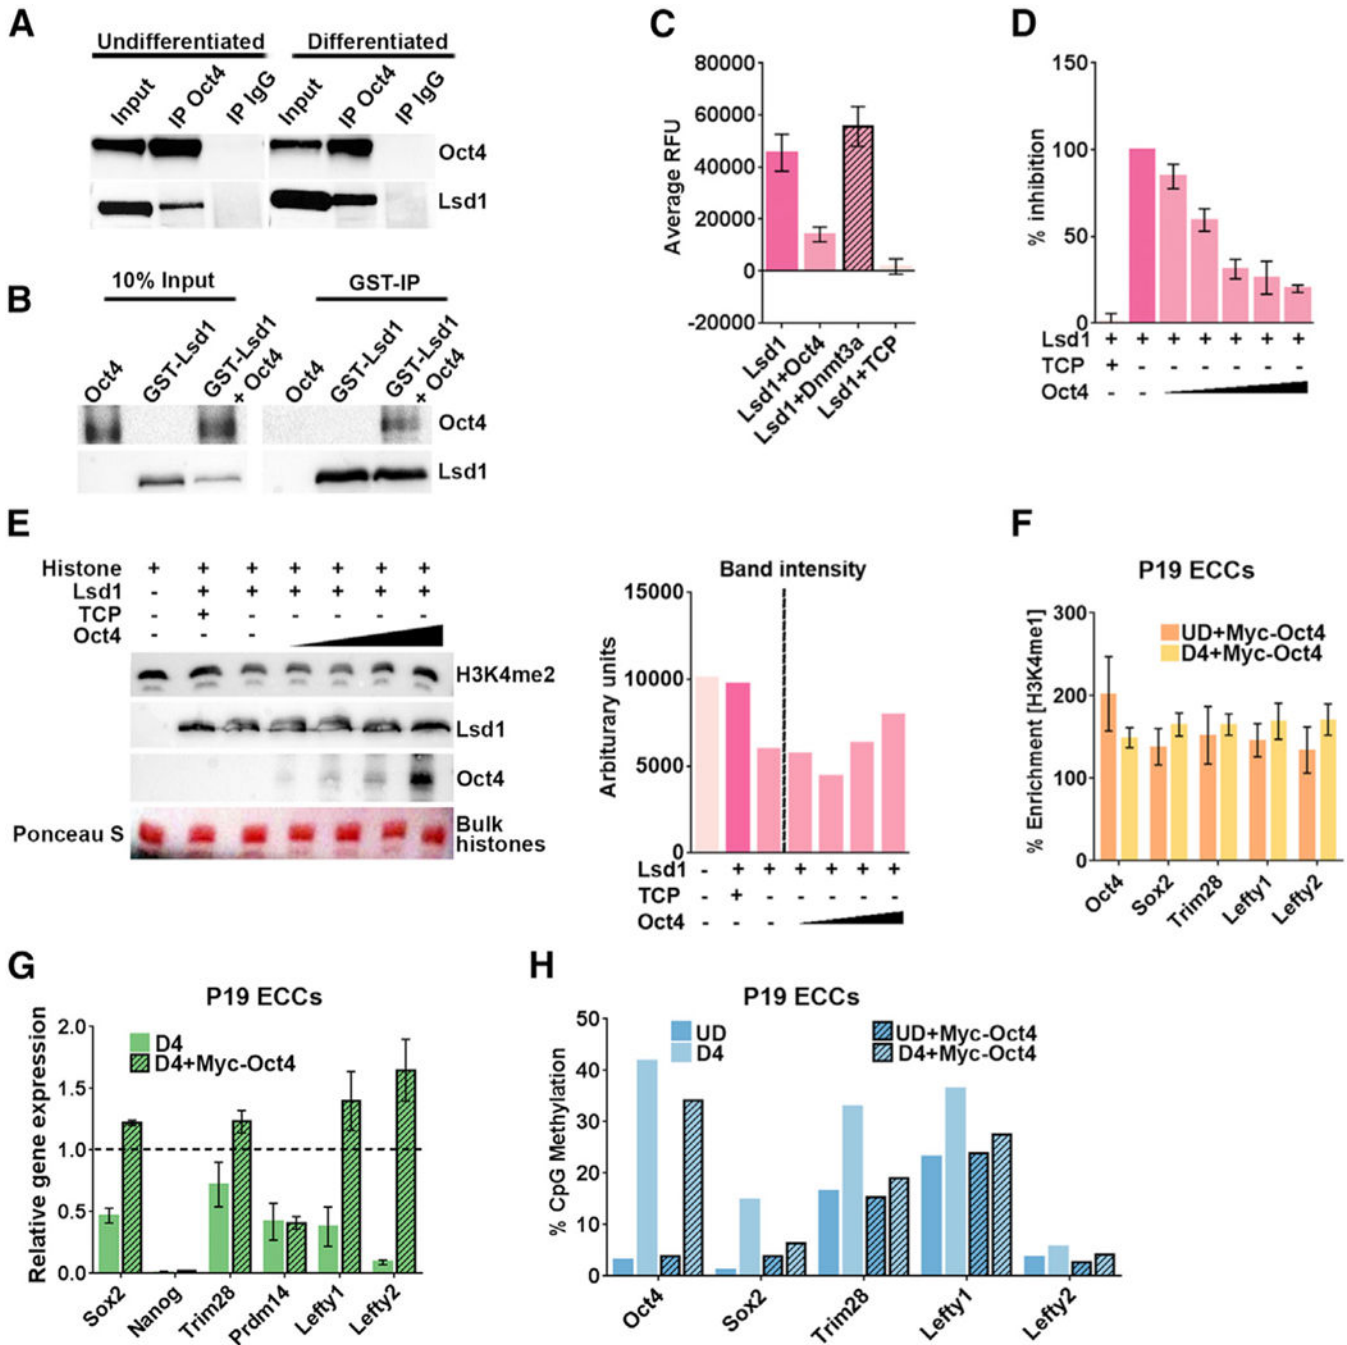 A
Undifferentiated Differentiated
Input IP Oct4 IP IgG Input IP Oct4 IP IgG
Oct4
Lsd1
B
10% Input GST-IP
Oct4 GST-Lsd1 GST-Lsd1 + Oct4 Oct4 GST-Lsd1 GST-Lsd1 + Oct4
Oct4
Lsd1
C
Average RFU
80000
60000
40000
20000
0
-20000
Lsd1 Lsd1+Oct4 Lsd1+Dnmt3a Lsd1+TCP
D
% inhibition
150
100
50
0
Lsd1 + + + + + + +
TCP + - - - - - -
Oct4 - -
E
Histone + + + + + + +
Lsd1 - + + + + + +
TCP - + - - - - -
Oct4 - - -
H3K4me2
Lsd1
Oct4
Ponceau S Bulk histones
Band intensity
Arbiturary units
15000
10000
5000
0
Lsd1 - + + + + + +
TCP - + - - - - -
Oct4 - - -
F
P19 ECCs
% Enrichment [H3K4me1]
300
200
100
0
UD+Myc-Oct4
D4+Myc-Oct4
Oct4 Sox2 Trim28 Lefty1 Lefty2
G
P19 ECCs
Relative gene expression
2.0
1.5
1.0
0.5
0.0
D4
D4+Myc-Oct4
Sox2 Nanog Trim28 Prdm14 Lefty1 Lefty2
H
P19 ECCs
% CpG Methylation
50
40
30
20
10
0
UD UD+Myc-Oct4
D4 D4+Myc-Oct4
Oct4 Sox2 Trim28 Lefty1 Lefty2